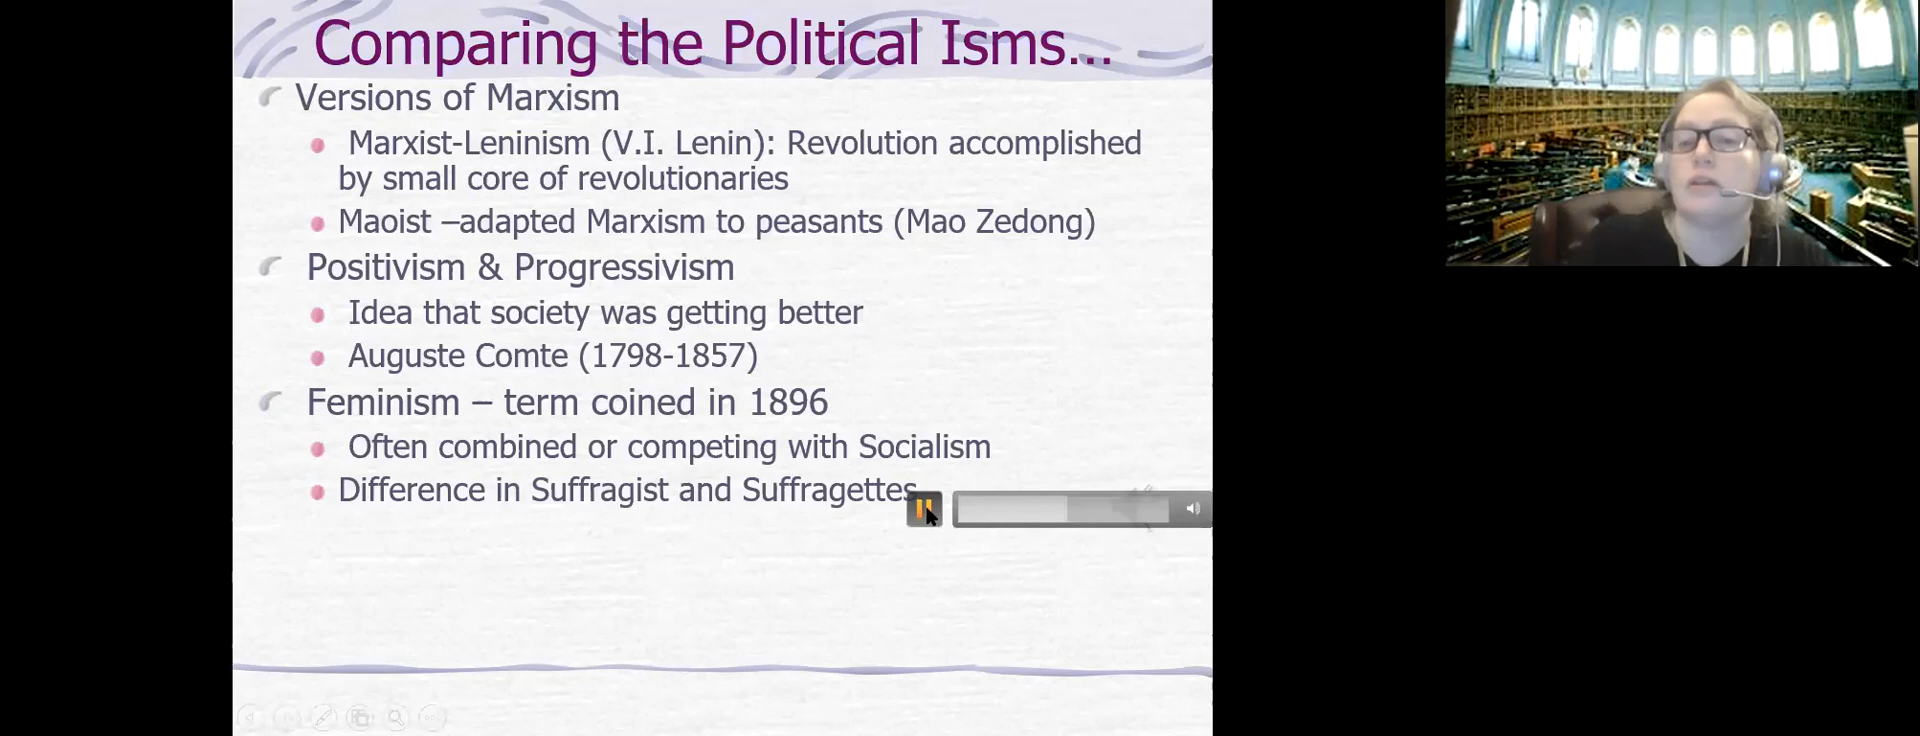 Comparing the Political Isms...
Versions of Marxism
Marxist-Leninism (V.I. Lenin): Revolution accomplished
by small core of revolutionaries
Maoist –adapted Marxism to peasants (Mao Zedong)
Positivism & Progressivism
Idea that society was getting better
Auguste Comte (1798-1857)
Feminism – term coined in 1896
Often combined or competing with Socialism
Difference in Suffragist and Suffragettes